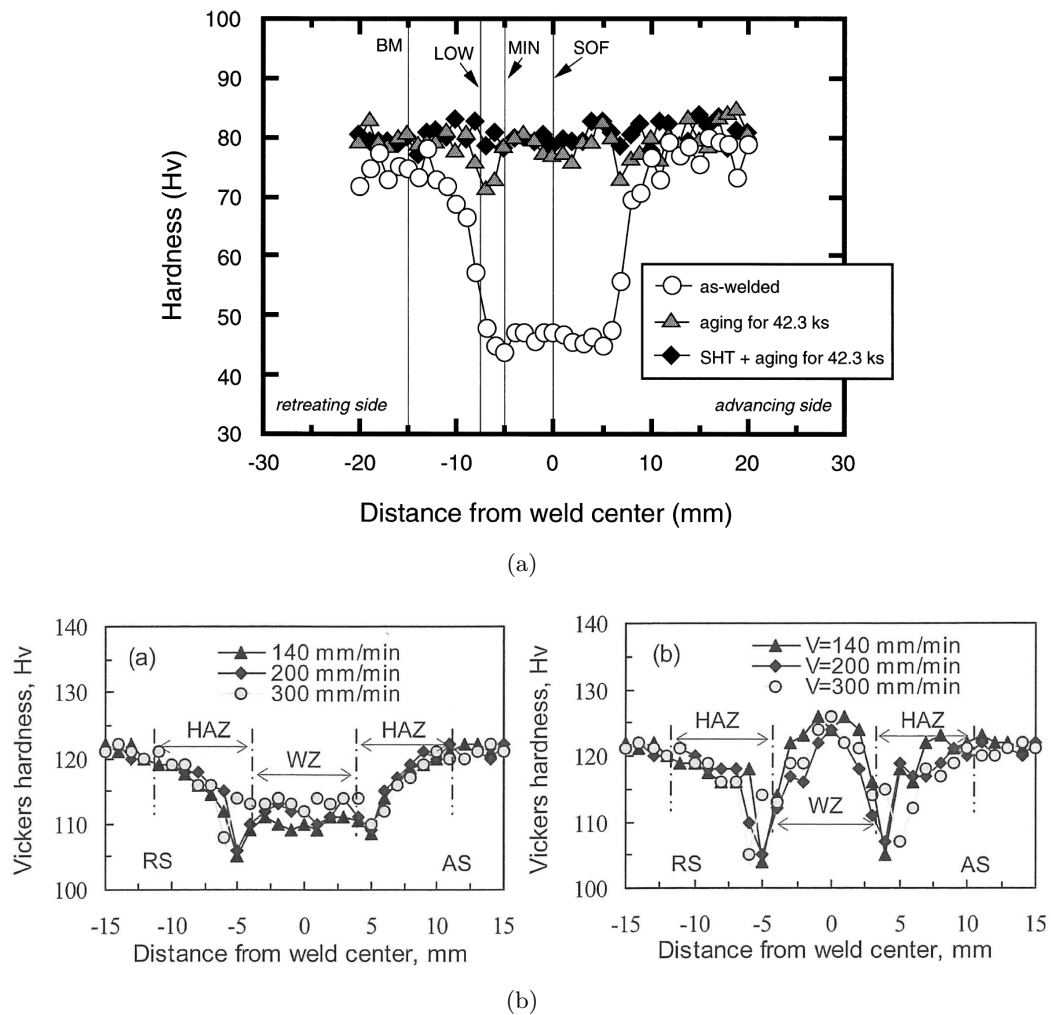 100
90
80
70
60
50
40
30
Hardness (Hv)
BM
LOW
MIN
SOF
as-welded
aging for 42.3 ks
SHT + aging for 42.3 ks
retreating side
advancing side
-30
-20
-10
0
10
20
30
Distance from weld center (mm)
(a)
140
130
120
110
100
Vickers hardness, Hv
(a)
140 mm/min
200 mm/min
300 mm/min
HAZ
HAZ
WZ
RS
AS
-15
-10
-5
0
5
10
15
Distance from weld center, mm
140
130
120
110
100
Vickers hardness, Hv
(b)
V=140 mm/min
V=200 mm/min
V=300 mm/min
HAZ
HAZ
WZ
RS
AS
-15
-10
-5
0
5
10
15
Distance from weld center, mm
(b)